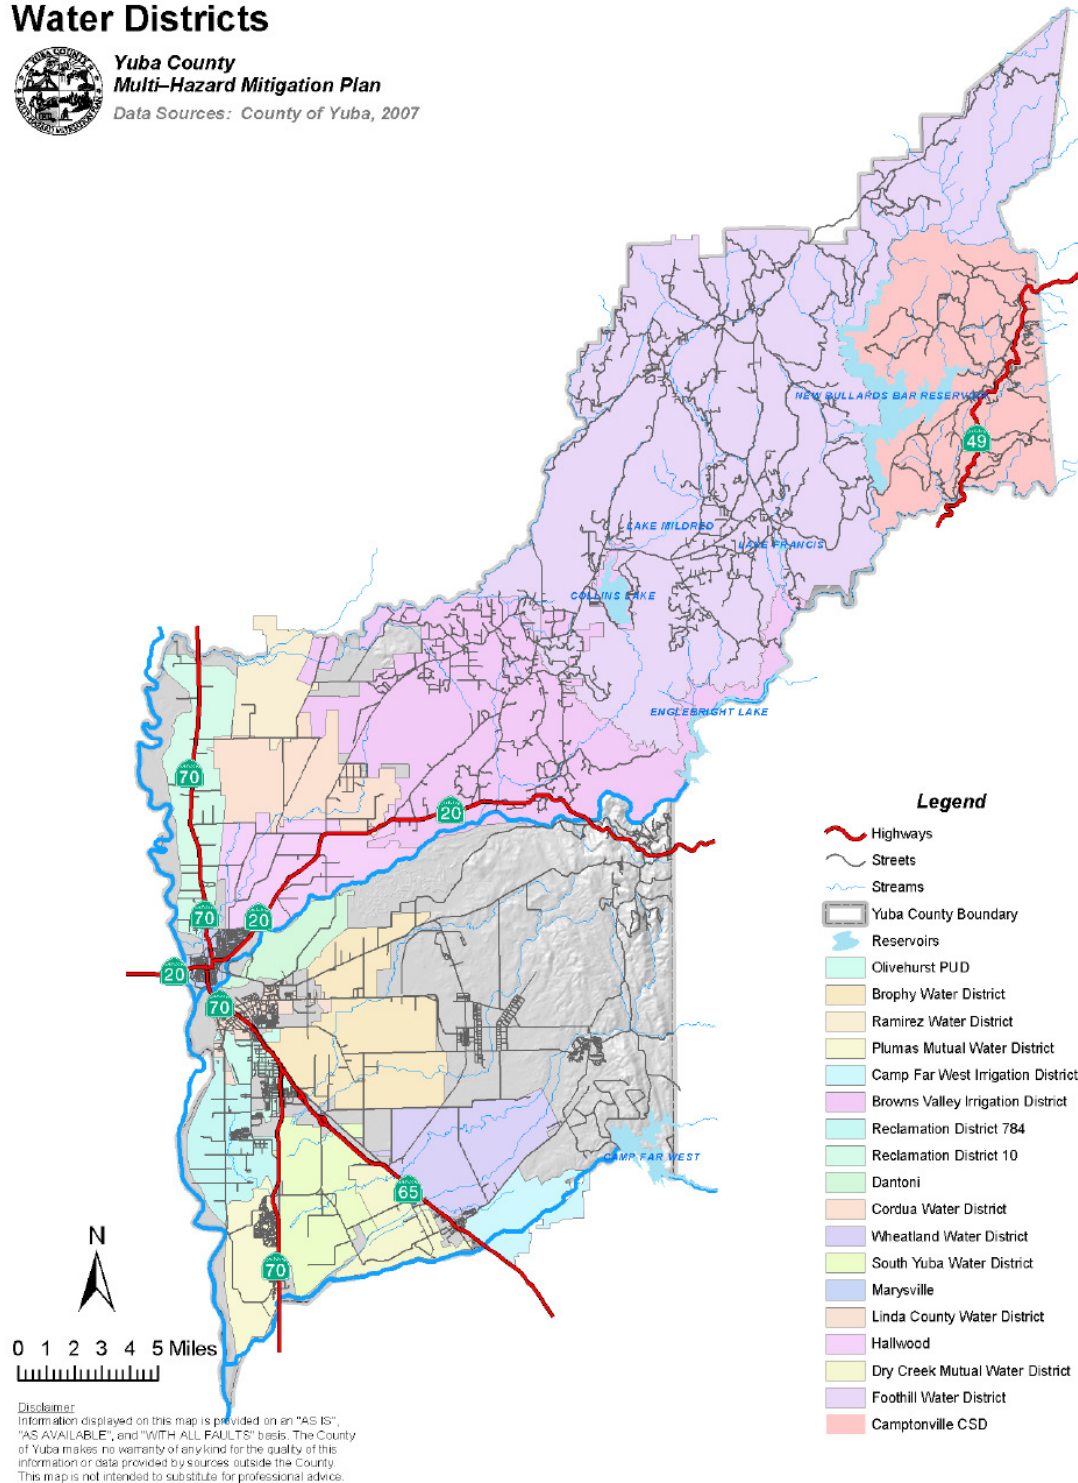 Water Districts
YUBA COUNTY
MULTI-HAZARD MITIGATION PLAN
Yuba County
Multi–Hazard Mitigation Plan
Data Sources: County of Yuba, 2007
49
NEW BULLARDS BAR RESERVOIR
LAKE MILDRED
LAKE FRANCIS
COLLINS LAKE
ENGLEBRIGHT LAKE
70
20
70
20
20
70
CAMP FAR WEST
65
70
Legend
Highways
Streets
Streams
Yuba County Boundary
Reservoirs
Olivehurst PUD
Brophy Water District
Ramirez Water District
Plumas Mutual Water District
Camp Far West Irrigation District
Browns Valley Irrigation District
Reclamation District 784
Reclamation District 10
Dantoni
Cordua Water District
Wheatland Water District
South Yuba Water District
Marysville
Linda County Water District
Hallwood
Dry Creek Mutual Water District
Foothill Water District
Camptonville CSD
N
0 1 2 3 4 5 Miles
Disclaimer
Information displayed on this map is provided on an "AS IS",
"AS AVAILABLE", and "WITH ALL FAULTS" basis. The County
of Yuba makes no warranty of any kind for the quality of this
information or data provided by sources outside the County.
This map is not intended to substitute for professional advice.